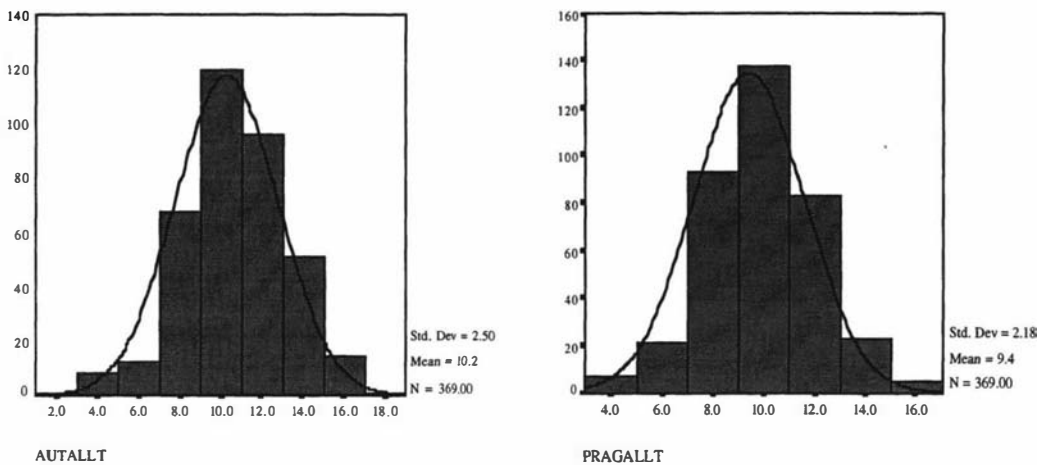 140
120
100
80
60
40
20
0
2.0 4.0 6.0 8.0 10.0 12.0 14.0 16.0 18.0
Std. Dev = 2.50
Mean = 10.2
N = 369.00
AUTALLT
160
140
120
100
80
60
40
20
0
4.0 6.0 8.0 10.0 12.0 14.0 16.0
Std. Dev = 2.18
Mean = 9.4
N = 369.00
PRAGALLT